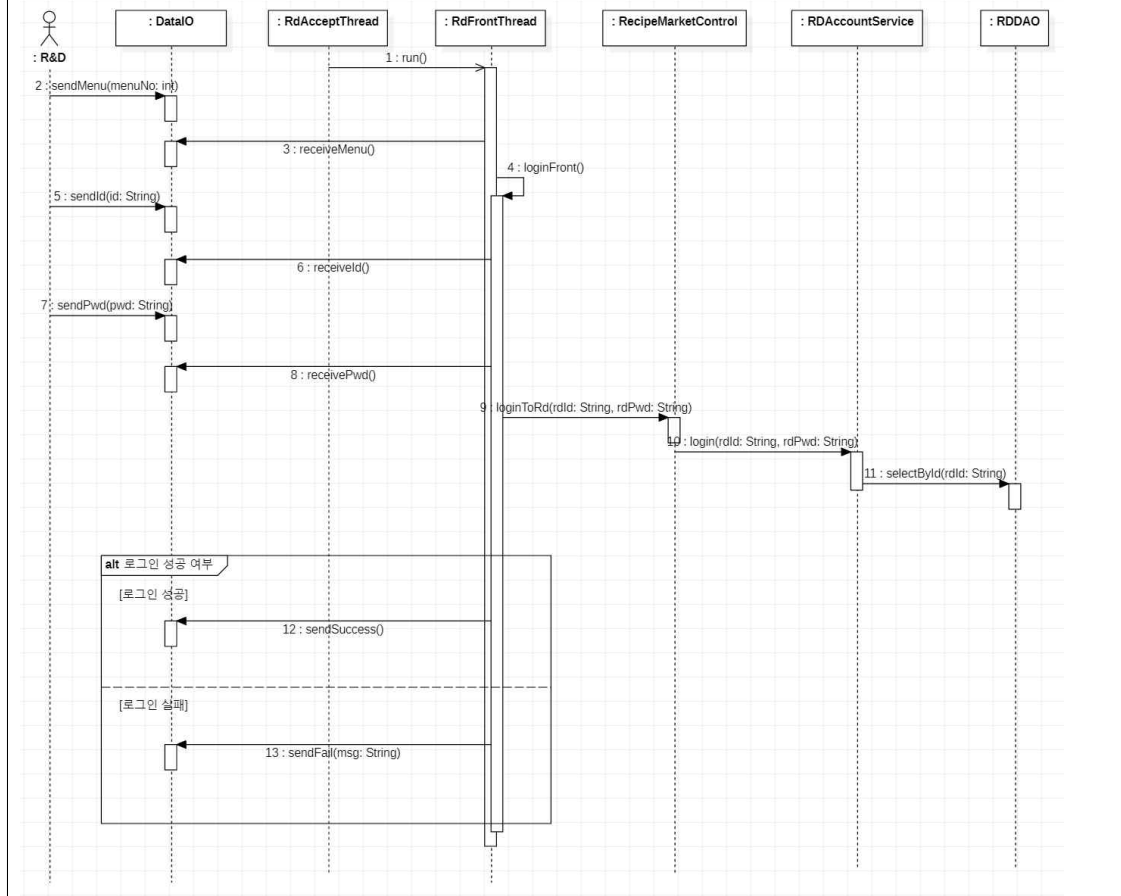 : DataIO
: RdAcceptThread
: RdFrontThread
: RecipeMarketControl
: RDAccountService
: RDDAO
: R&D
1 : run()
2 : sendMenu(menuNo: int)
3 : receiveMenu()
4 : loginFront()
5 : sendId(id: String)
6 : receiveId()
7 : sendPwd(pwd: String)
8 : receivePwd()
9 : loginToRd(rdId: String, rdPwd: String)
10 : login(rdId: String, rdPwd: String)
11 : selectById(rdId: String)
alt 로그인 성공 여부
[로그인 성공]
12 : sendSuccess()
[로그인 실패]
13 : sendFail(msg: String)